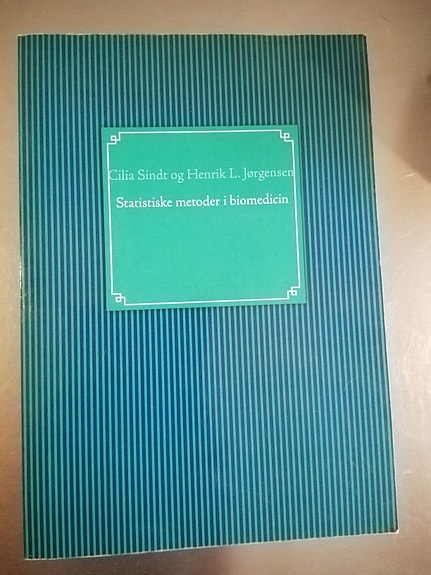 Cilia Sindt og Henrik L. Jørgensen
Statistiske metoder i biomedicin